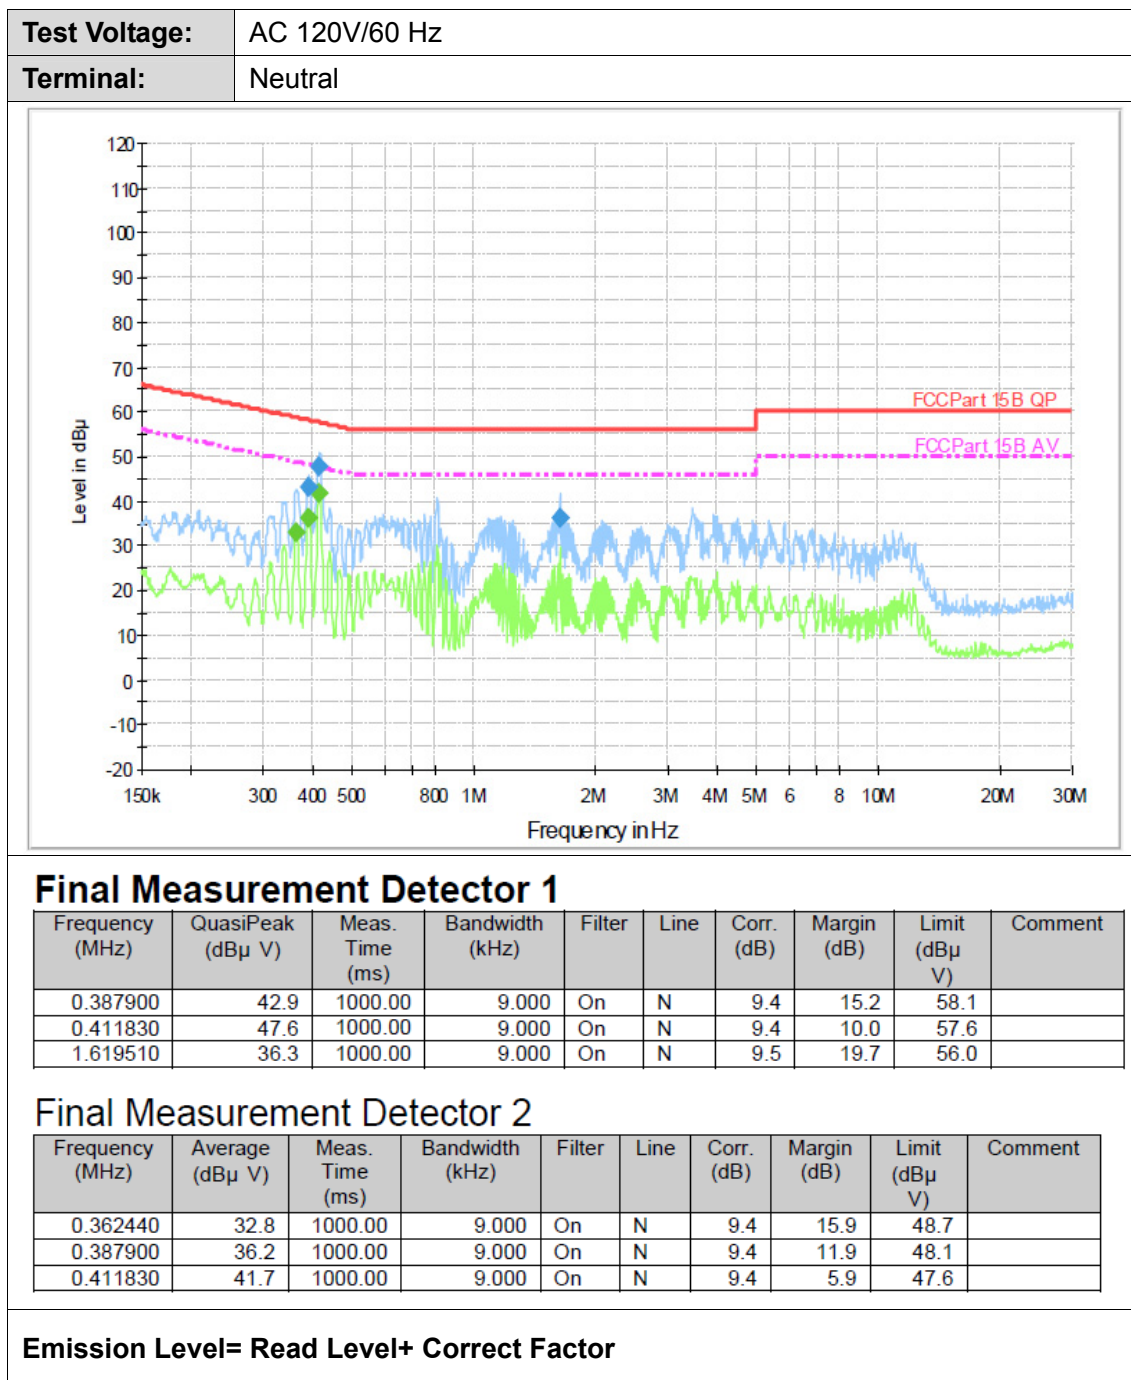 Test Voltage: AC 120V/60 Hz
Terminal: Neutral
120
110
100
90
80
70
60
50
40
30
20
10
0
-10
-20
Level in dBµ
FCCPart 15B QP
FCCPart 15B AV
150k 300 400 500 800 1M 2M 3M 4M 5M 6 8 10M 20M 30M
Frequency in Hz
Final Measurement Detector 1
Frequency (MHz) QuasiPeak (dBµ V) Meas. Time (ms) Bandwidth (kHz) Filter Line Corr. (dB) Margin (dB) Limit (dBµ V) Comment
0.387900 42.9 1000.00 9.000 On N 9.4 15.2 58.1
0.411830 47.6 1000.00 9.000 On N 9.4 10.0 57.6
1.619510 36.3 1000.00 9.000 On N 9.5 19.7 56.0
Final Measurement Detector 2
Frequency (MHz) Average (dBµ V) Meas. Time (ms) Bandwidth (kHz) Filter Line Corr. (dB) Margin (dB) Limit (dBµ V) Comment
0.362440 32.8 1000.00 9.000 On N 9.4 15.9 48.7
0.387900 36.2 1000.00 9.000 On N 9.4 11.9 48.1
0.411830 41.7 1000.00 9.000 On N 9.4 5.9 47.6
Emission Level= Read Level+ Correct Factor